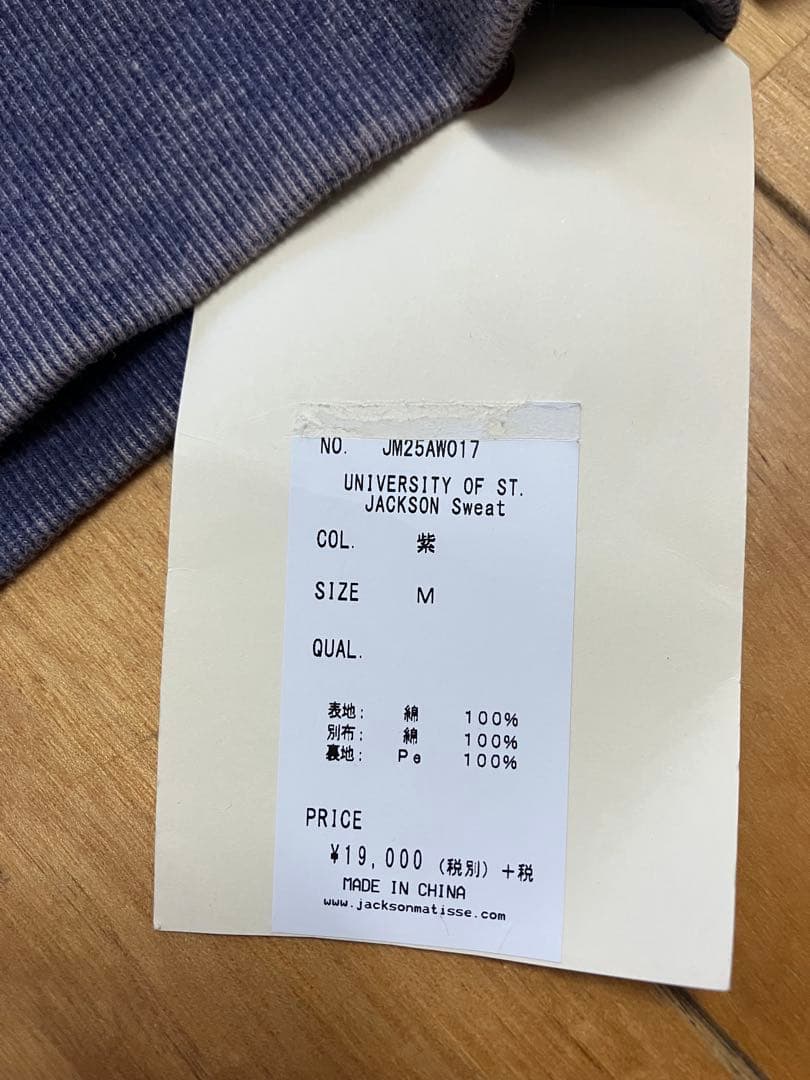 NO. JM25AW017
UNIVERSITY OF ST.
JACKSON Sweat
COL. 紫
SIZE M
QUAL.
表地: 綿 100%
別布: 綿 100%
裏地: Pe 100%
PRICE
¥19,000 (税別) +税
MADE IN CHINA
www.jacksonmatisse.com